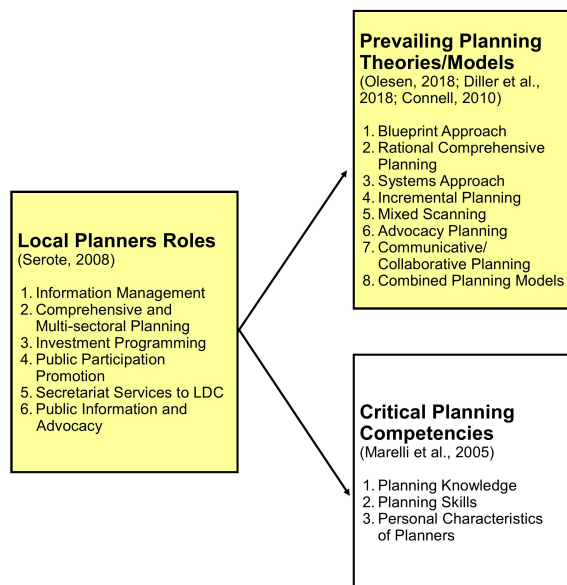 Local Planners Roles
(Serote, 2008)
1. Information Management
2. Comprehensive and
Multi-sectoral Planning
3. Investment Programming
4. Public Participation
Promotion
5. Secretariat Services to LDC
6. Public Information and
Advocacy
Prevailing Planning
Theories/Models
(Olesen, 2018; Diller et al.,
2018; Connell, 2010)
1. Blueprint Approach
2. Rational Comprehensive
Planning
3. Systems Approach
4. Incremental Planning
5. Mixed Scanning
6. Advocacy Planning
7. Communicative/
Collaborative Planning
8. Combined Planning Models
Critical Planning
Competencies
(Marelli et al., 2005)
1. Planning Knowledge
2. Planning Skills
3. Personal Characteristics
of Planners